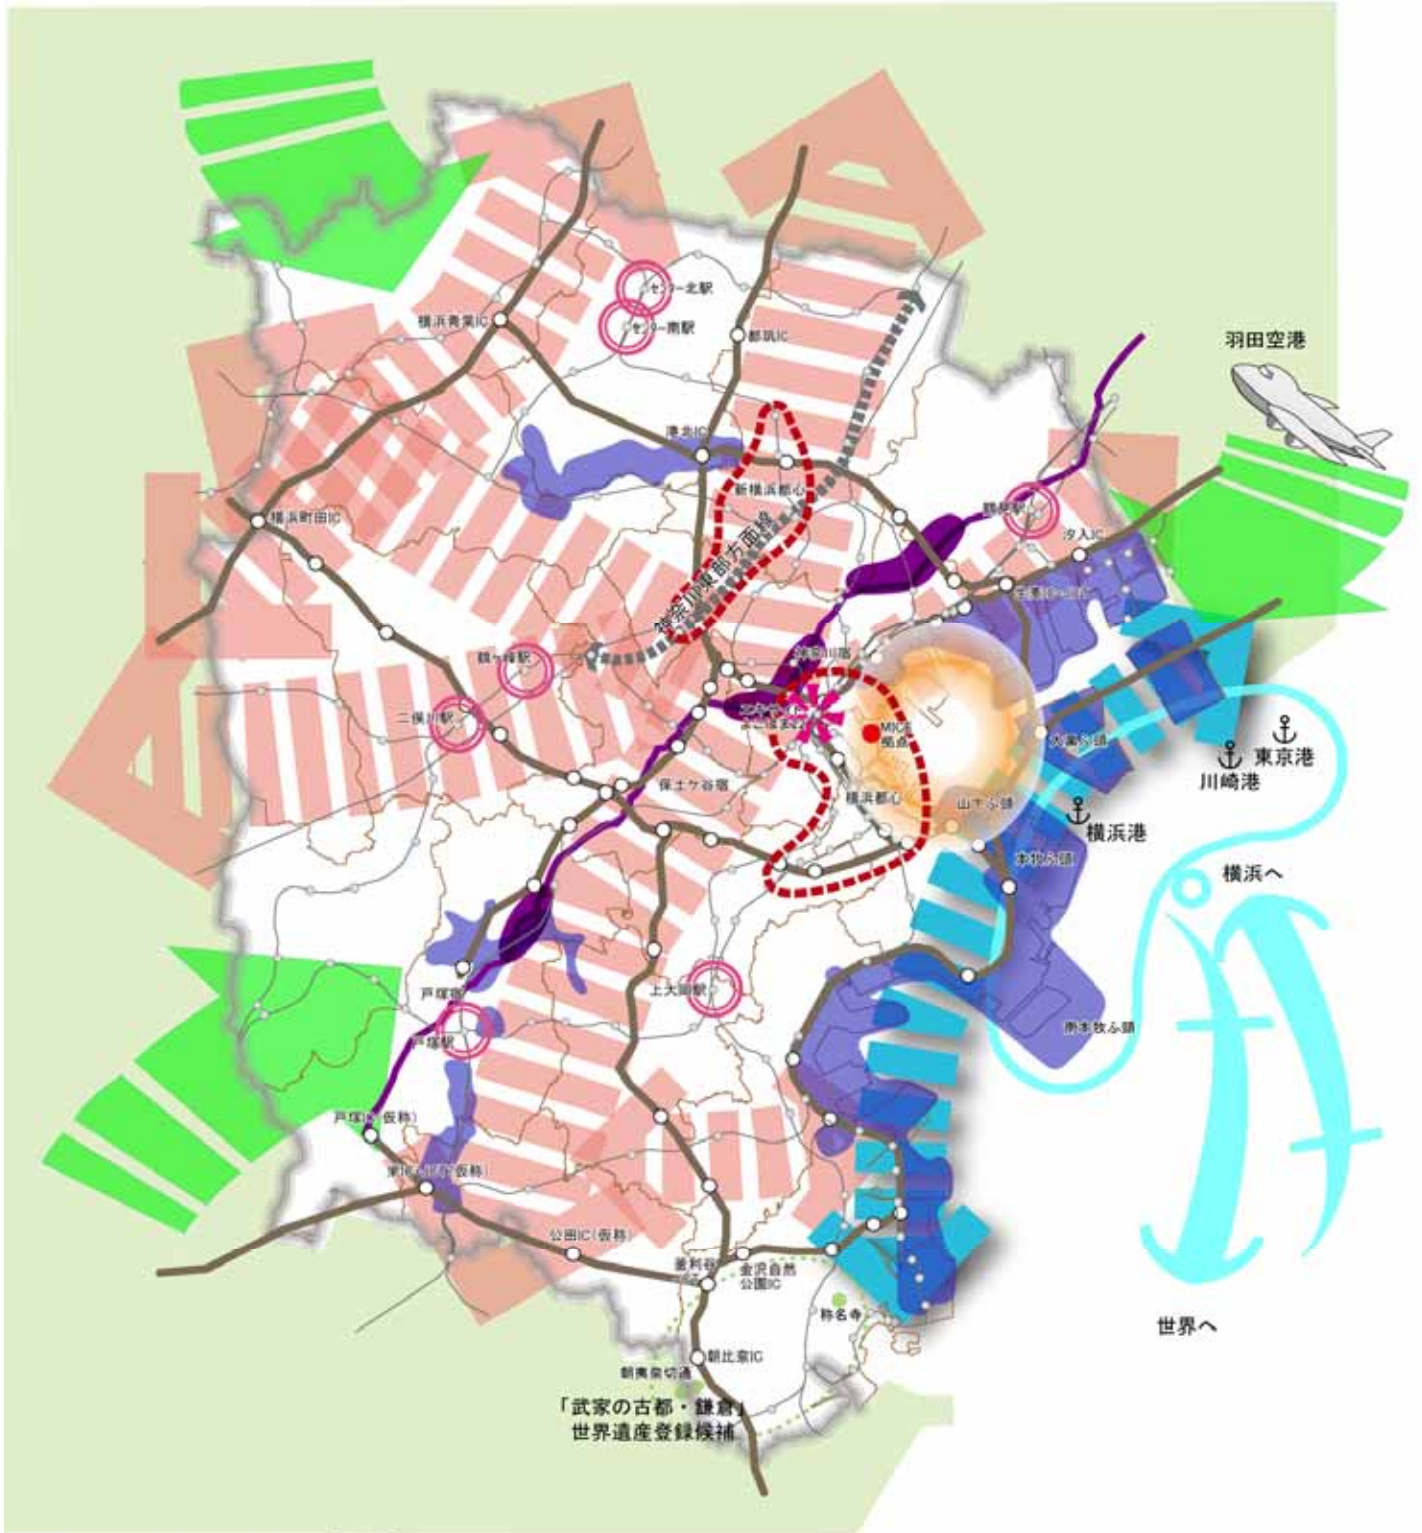 センター北駅
センター南駅
横浜青葉IC
都筑IC
羽田空港
港北IC
新横浜都心
横浜町田IC
鶴見駅
汐入IC
神奈川東部方面線
神奈川宿
鶴ヶ峰駅
二俣川駅
MICE
拠点
大黒ふ頭
東京港
川崎港
保土ケ谷宿
横浜都心
山下ふ頭
横浜港
本牧ふ頭
横浜へ
戸塚宿
上大岡駅
戸塚駅
南本牧ふ頭
公田IC(仮称)
釜利谷
金沢自然
公園IC
称名寺
世界へ
朝比奈IC
朝夷奈切通
「武家の古都・鎌倉」
世界遺産登録候補